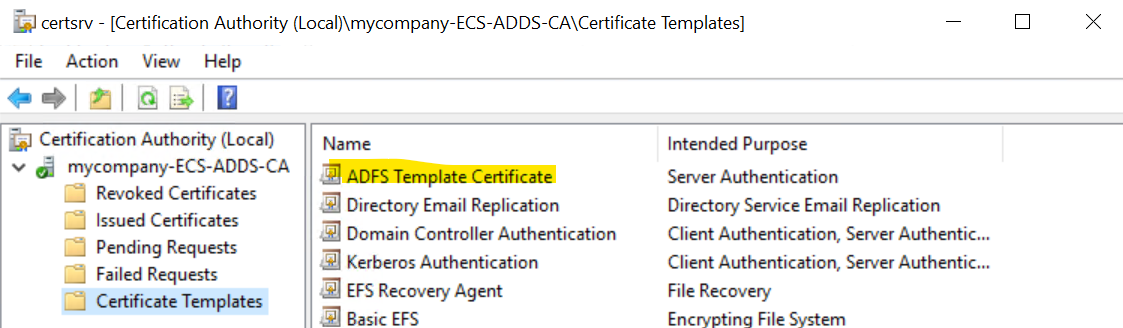 certsrv - [Certification Authority (Local)\mycompany-ECS-ADDS-CA\Certificate Templates]
File Action View Help
Certification Authority (Local)
mycompany-ECS-ADDS-CA
Revoked Certificates
Issued Certificates
Pending Requests
Failed Requests
Certificate Templates
Name Intended Purpose
ADFS Template Certificate Server Authentication
Directory Email Replication Directory Service Email Replication
Domain Controller Authentication Client Authentication, Server Authentic...
Kerberos Authentication Client Authentication, Server Authentic...
EFS Recovery Agent File Recovery
Basic EFS Encrypting File System